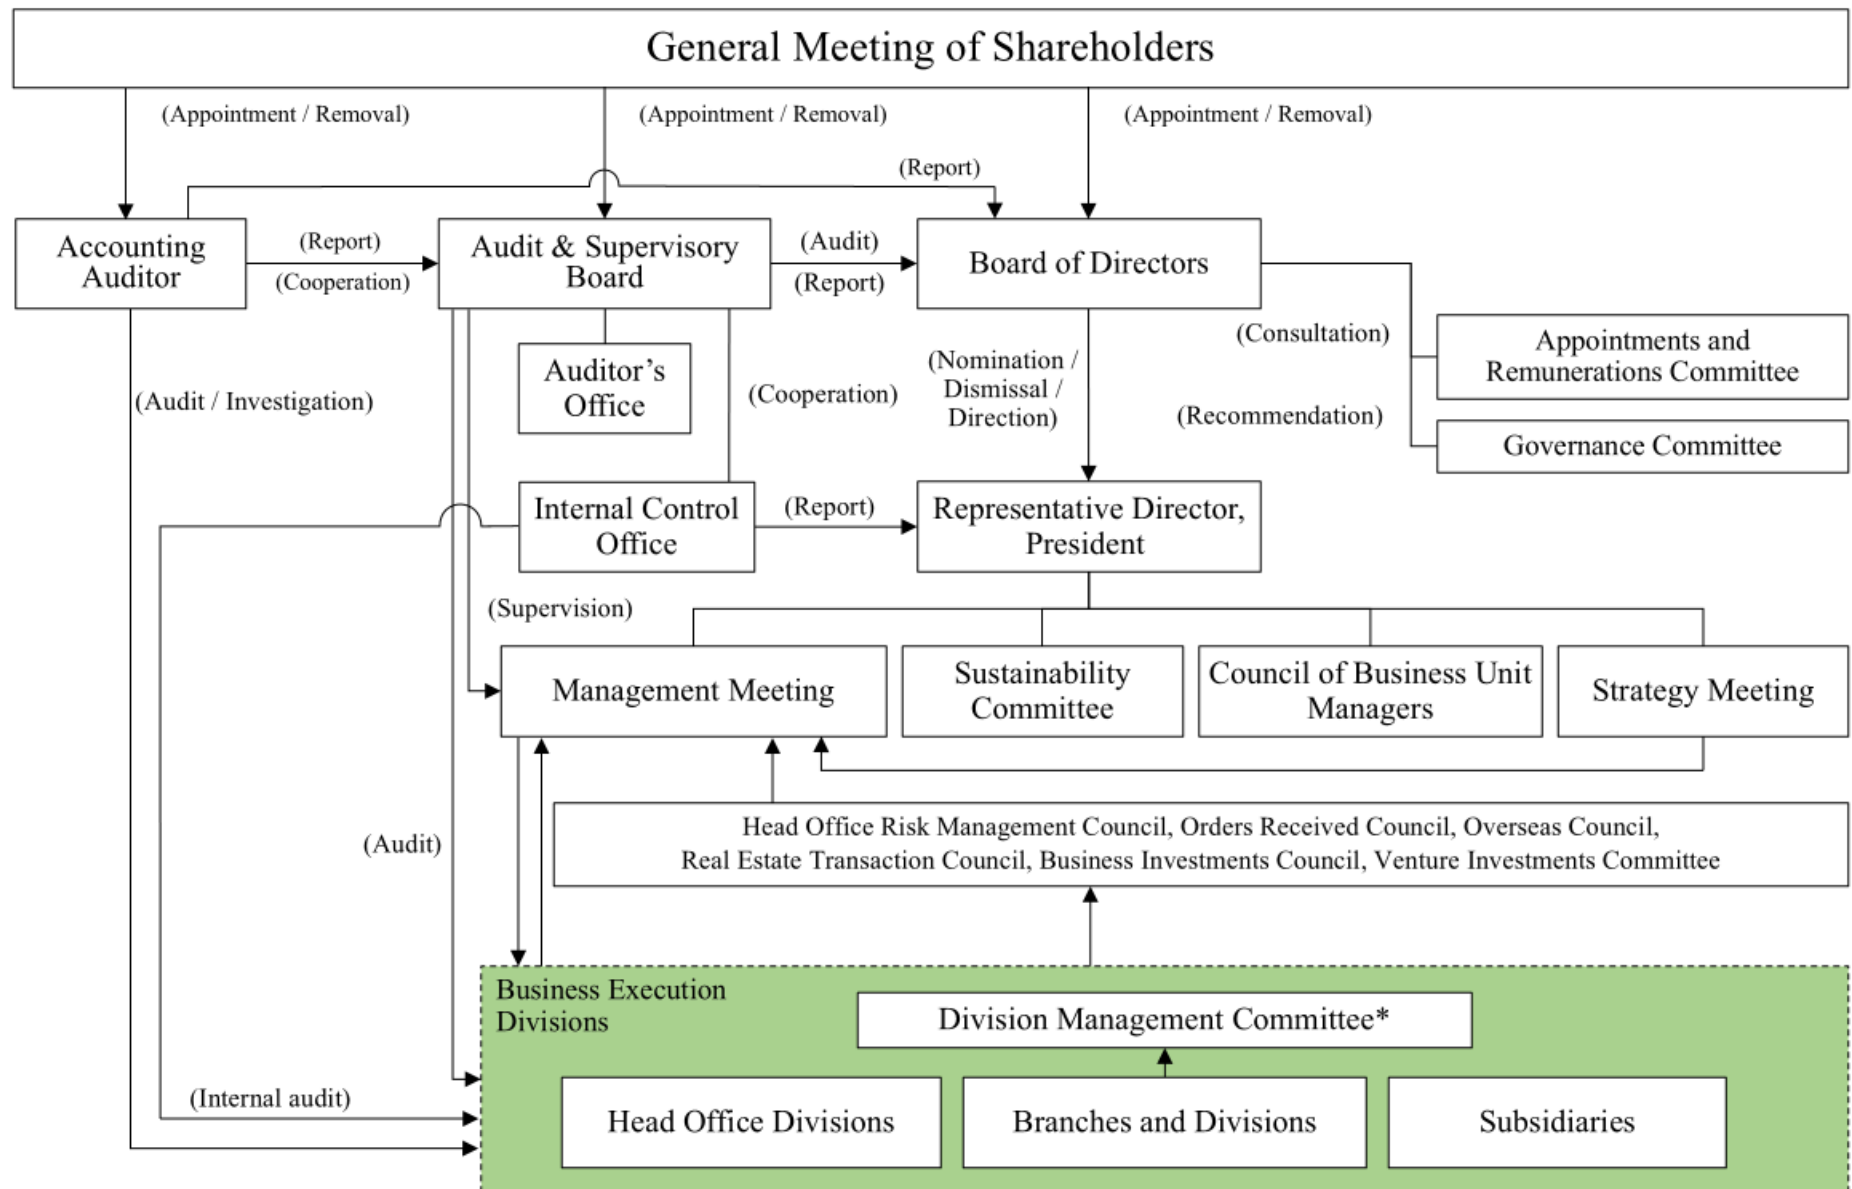 General Meeting of Shareholders
(Appointment / Removal)
(Appointment / Removal)
(Appointment / Removal)
(Report)
Accounting
Auditor
(Report)
(Cooperation)
Audit & Supervisory
Board
(Audit)
(Report)
Board of Directors
(Consultation)
(Recommendation)
Appointments and
Remunerations Committee
Governance Committee
(Audit / Investigation)
Auditor’s
Office
(Cooperation)
(Nomination /
Dismissal /
Direction)
Internal Control
Office
(Report)
Representative Director,
President
(Supervision)
Management Meeting
Sustainability
Committee
Council of Business Unit
Managers
Strategy Meeting
(Audit)
Head Office Risk Management Council, Orders Received Council, Overseas Council,
Real Estate Transaction Council, Business Investments Council, Venture Investments Committee
Business Execution
Divisions
Division Management Committee*
(Internal audit)
Head Office Divisions
Branches and Divisions
Subsidiaries